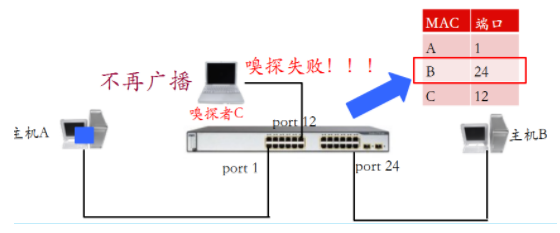 MAC 端口
A 1
B 24
C 12
嗅探失败！！！
不再广播
嗅探者C
port 12
主机A
主机B
port 1
port 24